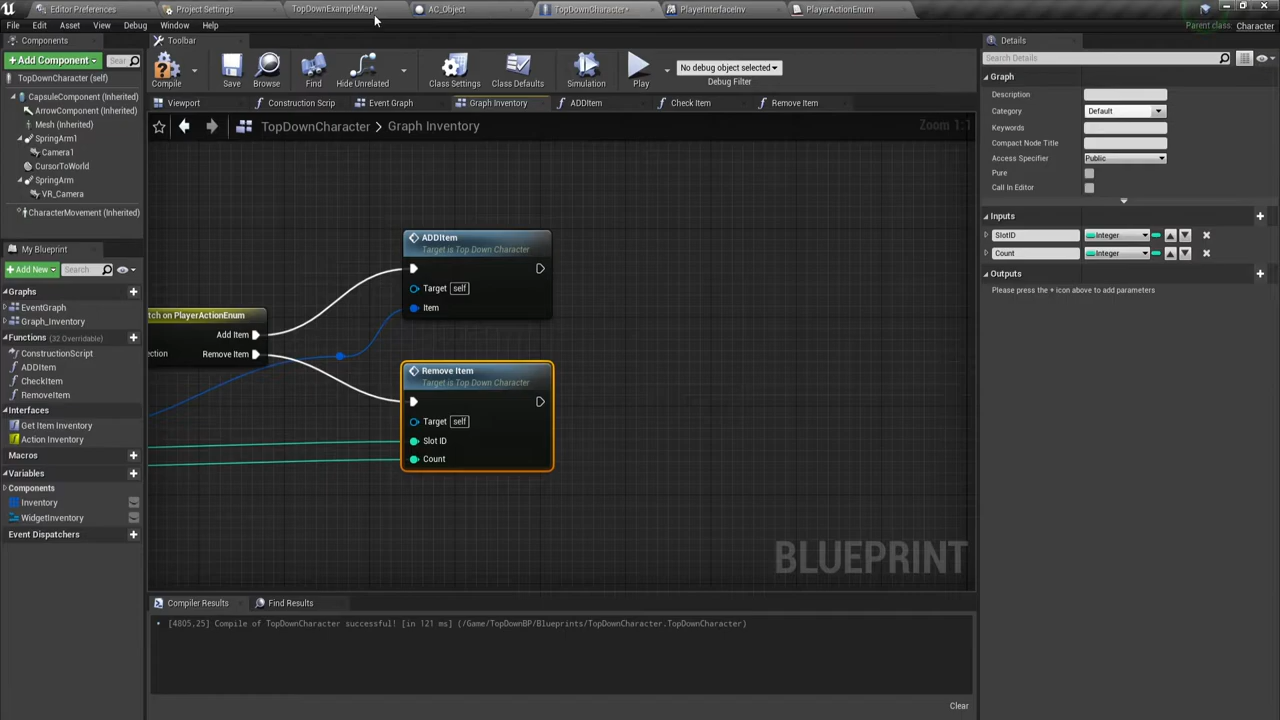 Editor Preferences
Project Settings
TopDownExampleMap*
AC_Object
TopDownCharacter*
PlayerInterfaceInv
PlayerActionEnum
File Edit Asset View Debug Window Help
Parent class: Character
Components
Toolbar
Details
+ Add Component
Sear
TopDownCharacter (self)
CapsuleComponent (Inherited)
ArrowComponent (Inherited)
Mesh (Inherited)
SpringArm1
Camera1
CursorToWorld
SpringArm
VR_Camera
CharacterMovement (Inherited)
My Blueprint
+ Add New
Search
Graphs
EventGraph
Graph_Inventory
Functions (32 Overridable)
ConstructionScript
ADDItem
CheckItem
RemoveItem
Interfaces
Get Item Inventory
Action Inventory
Macros
Variables
Components
Inventory
WidgetInventory
Event Dispatchers
Compile
Save
Browse
Find
Hide Unrelated
Class Settings
Class Defaults
Simulation
Play
No debug object selected
Debug Filter
Viewport
Construction Scrip
Event Graph
Graph Inventory
ADDItem
Check Item
Remove Item
TopDownCharacter > Graph Inventory
Zoom 1:1
tch on PlayerActionEnum
Add Item
ection
Remove Item
ADDItem
Target is Top Down Character
Target self
Item
Remove Item
Target is Top Down Character
Target self
Slot ID
Count
BLUEPRINT
Compiler Results
Find Results
• [4805,25] Compile of TopDownCharacter successful! [in 121 ms] (/Game/TopDownBP/Blueprints/TopDownCharacter.TopDownCharacter)
Clear
Search Details
Graph
Description
Category Default
Keywords
Compact Node Title
Access Specifier Public
Pure
Call In Editor
Inputs
SlotID Integer
Count Integer
Outputs
Please press the + icon above to add parameters